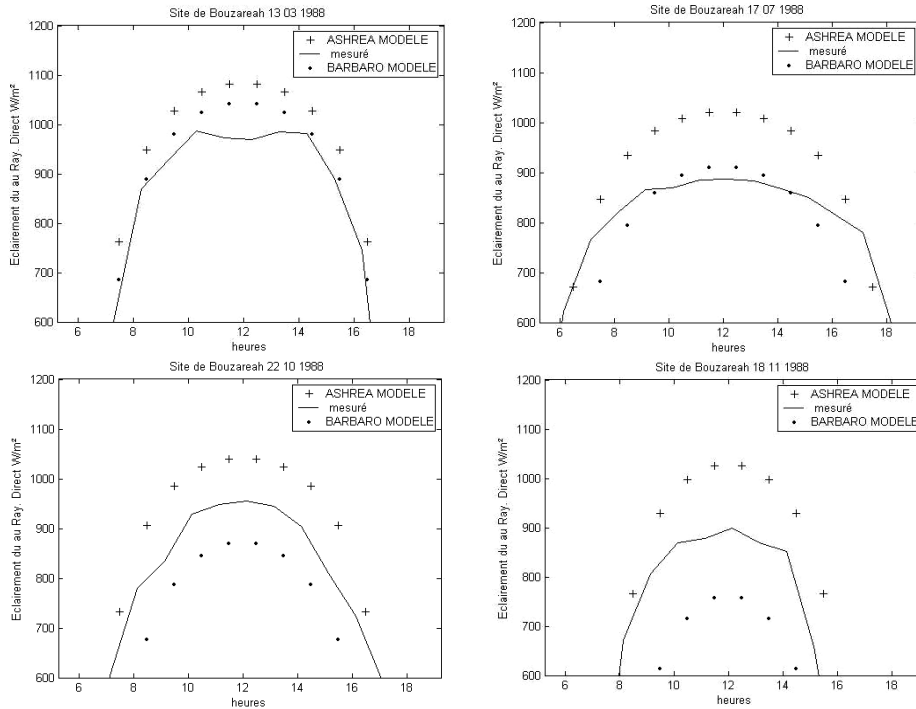 Site de Bouzareah 13 03 1988
1200
1100
1000
900
800
700
600
Eclairement du au Ray. Direct W/m²
+ ASHREA MODELE
mesuré
BARBARO MODELE
6 8 10 12 14 16 18
heures
Site de Bouzareah 17 07 1988
1200
1100
1000
900
800
700
600
Eclairement du au Ray. Direct W/m²
+ ASHREA MODELE
mesuré
BARBARO MODELE
6 8 10 12 14 16 18
heures
Site de Bouzareah 22 10 1988
1200
1100
1000
900
800
700
600
Eclairement du au Ray. Direct W/m²
+ ASHREA MODELE
mesuré
BARBARO MODELE
6 8 10 12 14 16 18
heures
Site de Bouzareah 18 11 1988
1200
1100
1000
900
800
700
600
Eclairement du au Ray. Direct W/m²
+ ASHREA MODELE
mesuré
BARBARO MODELE
6 8 10 12 14 16 18
heures